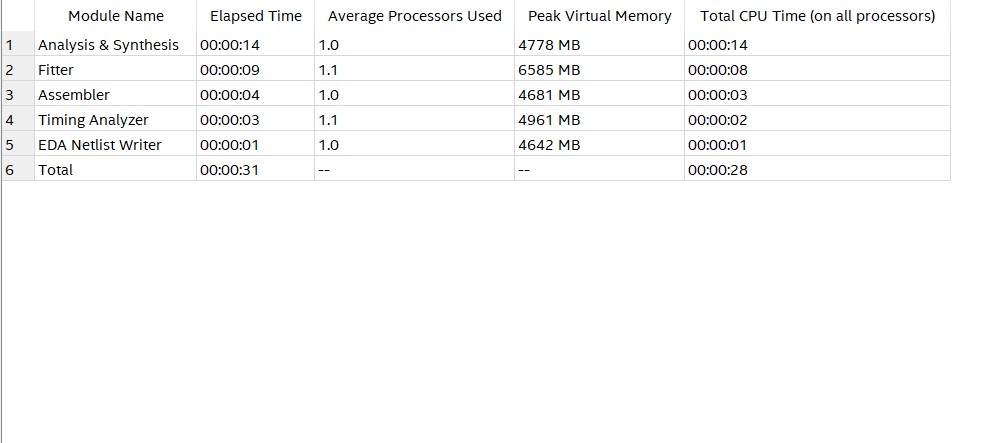 Module Name Elapsed Time Average Processors Used Peak Virtual Memory Total CPU Time (on all processors)
1 Analysis & Synthesis 00:00:14 1.0 4778 MB 00:00:14
2 Fitter 00:00:09 1.1 6585 MB 00:00:08
3 Assembler 00:00:04 1.0 4681 MB 00:00:03
4 Timing Analyzer 00:00:03 1.1 4961 MB 00:00:02
5 EDA Netlist Writer 00:00:01 1.0 4642 MB 00:00:01
6 Total 00:00:31 -- -- 00:00:28